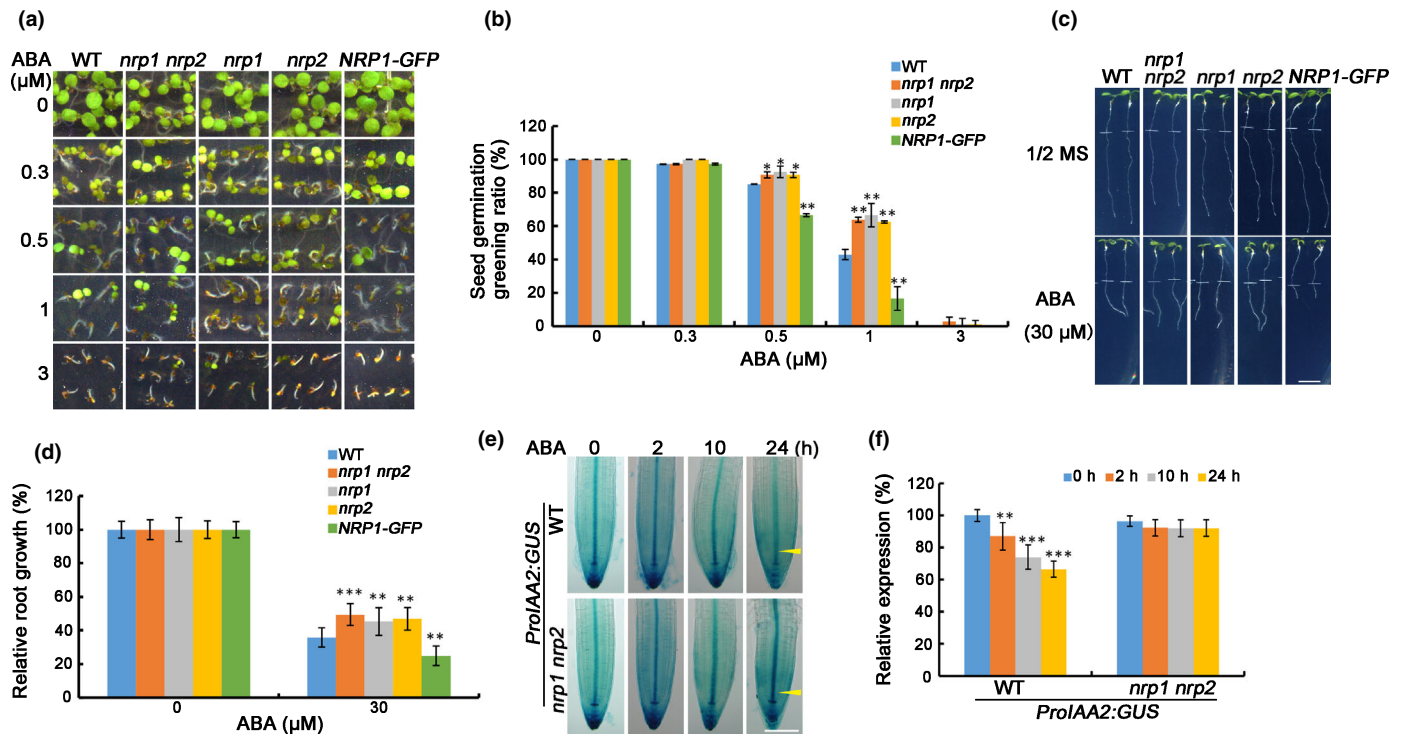 (a)
ABA (µM) WT nrp1 nrp2 nrp1 nrp2 NRP1-GFP
0
0.3
0.5
1
3
(b)
WT
nrp1 nrp2
nrp1
nrp2
NRP1-GFP
Seed germination
greening ratio (%)
120
100
80
60
40
20
0
* * *
**
** ** **
**
0 0.3 0.5 1 3
ABA (µM)
(c)
WT nrp1 nrp2 nrp1 nrp2 NRP1-GFP
1/2 MS
ABA
(30 µM)
(d)
WT
nrp1 nrp2
nrp1
nrp2
NRP1-GFP
Relative root growth (%)
120
100
80
60
40
20
0
*** ** **
**
0 30
ABA (µM)
(e)
ABA 0 2 10 24 (h)
ProIAA2:GUS
WT
nrp1 nrp2
(f)
0 h 2 h 10 h 24 h
Relative expression (%)
120
100
80
60
40
20
0
**
***
***
WT nrp1 nrp2
ProIAA2:GUS